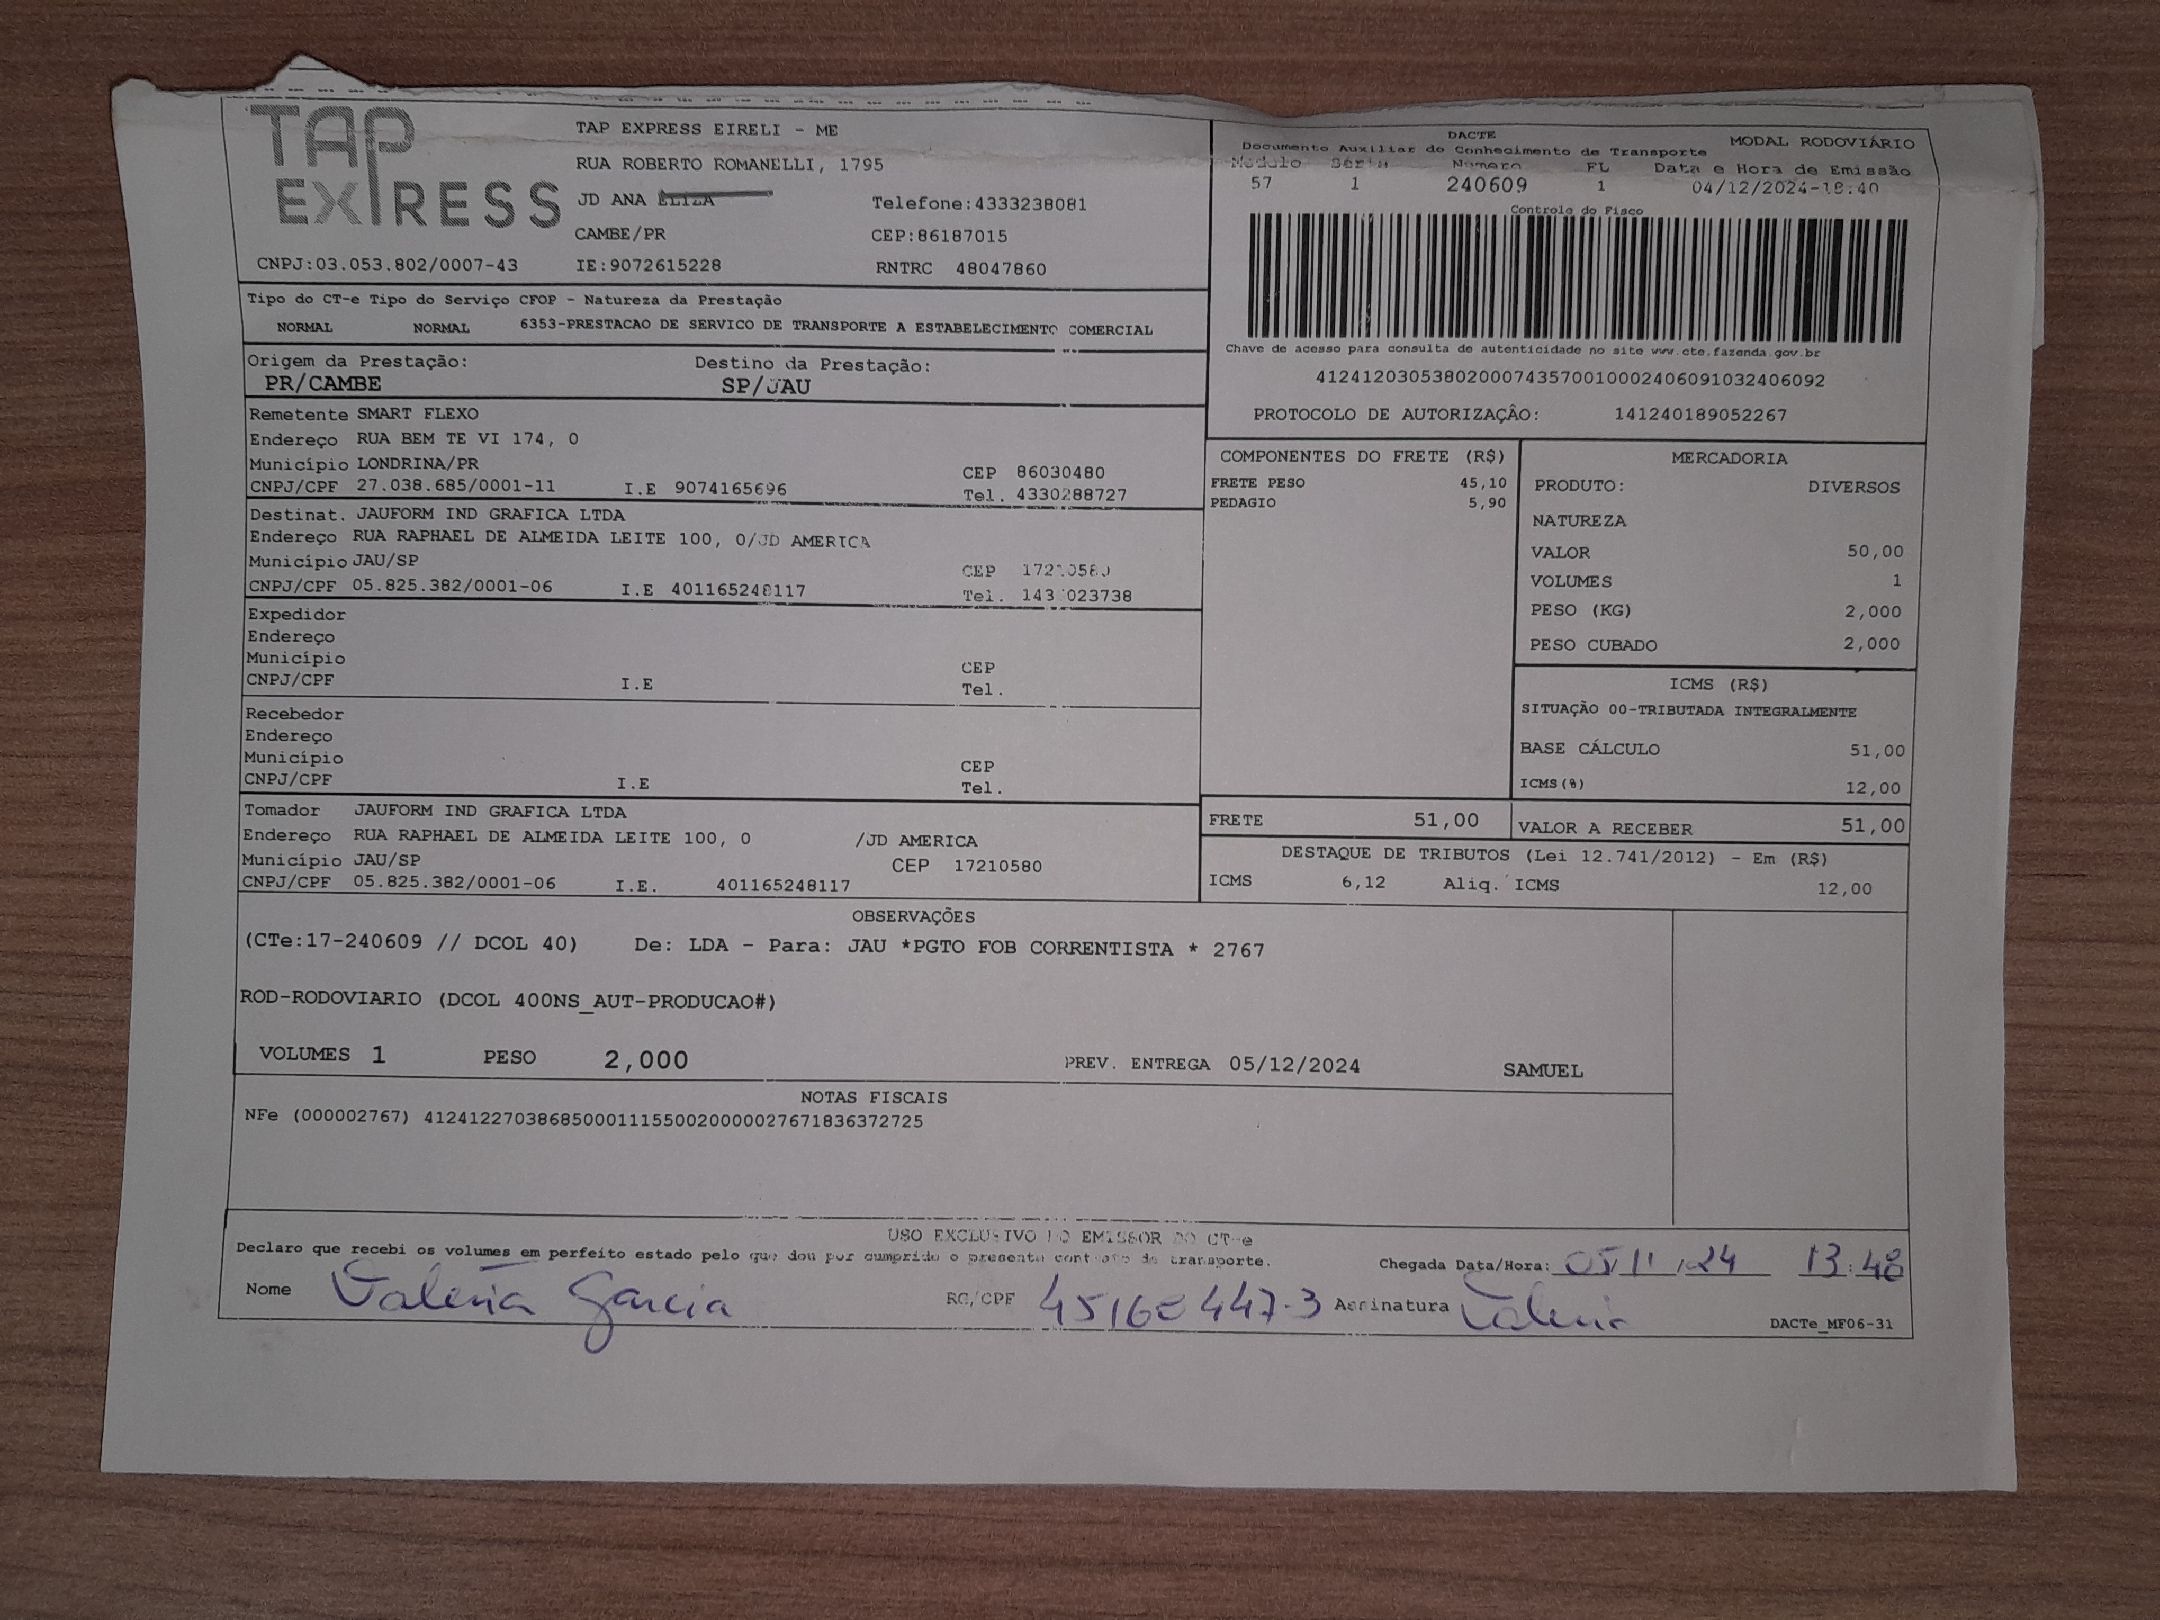 TAP EXPRESS
TAP EXPRESS EIRELI - ME
RUA ROBERTO ROMANELLI, 1795
JD ANA ELIZA Telefone:4333238081
CAMBE/PR CEP:86187015
CNPJ:03.053.802/0007-43 IE:9072615228 RNTRC 48047860
DACTE MODAL RODOVIÁRIO
Documento Auxiliar do Conhecimento de Transporte
Modulo Série Número FL Data e Hora de Emissão
57 1 240609 1 04/12/2024-18:40
Controle do Fisco
Chave de acesso para consulta de autenticidade no site www.cte.fazenda.gov.br
41241203053802000743570010002406091032406092
PROTOCOLO DE AUTORIZAÇÂO: 141240189052267
Tipo do CT-e Tipo do Serviço CFOP - Natureza da Prestação
NORMAL NORMAL 6353-PRESTACAO DE SERVICO DE TRANSPORTE A ESTABELECIMENTO COMERCIAL
Origem da Prestação: Destino da Prestação:
PR/CAMBE SP/JAU
Remetente SMART FLEXO
Endereço RUA BEM TE VI 174, 0
Município LONDRINA/PR CEP 86030480
CNPJ/CPF 27.038.685/0001-11 I.E 9074165696 Tel. 4330288727
Destinat. JAUFORM IND GRAFICA LTDA
Endereço RUA RAPHAEL DE ALMEIDA LEITE 100, 0/JD AMERICA
Município JAU/SP CEP 17210580
CNPJ/CPF 05.825.382/0001-06 I.E 401165248117 Tel.
Expedidor
Endereço
Município CEP
CNPJ/CPF I.E Tel.
Recebedor
Endereço
Município CEP
CNPJ/CPF I.E Tel.
Tomador JAUFORM IND GRAFICA LTDA
Endereço RUA RAPHAEL DE ALMEIDA LEITE 100, 0 /JD AMERICA
Município JAU/SP CEP 17210580
CNPJ/CPF 05.825.382/0001-06 I.E. 401165248117
COMPONENTES DO FRETE (R$)
FRETE PESO 45,10
PEDAGIO 5,90
MERCADORIA
PRODUTO: DIVERSOS
NATUREZA
VALOR 50,00
VOLUMES 1
PESO (KG) 2,000
PESO CUBADO 2,000
ICMS (R$)
SITUAÇÃO 00-TRIBUTADA INTEGRALMENTE
BASE CÁLCULO 51,00
ICMS(%) 12,00
FRETE 51,00 VALOR A RECEBER 51,00
DESTAQUE DE TRIBUTOS (Lei 12.741/2012) - Em (R$)
ICMS 6,12 Aliq. ICMS 12,00
OBSERVAÇÕES
(CTe:17-240609 // DCOL 40) De: LDA - Para: JAU *PGTO FOB CORRENTISTA * 2767
ROD-RODOVIARIO (DCOL 400NS_AUT-PRODUCAO#)
VOLUMES 1 PESO 2,000 PREV. ENTREGA 05/12/2024 SAMUEL
NOTAS FISCAIS
NFe (000002767) 41241227038685000111550020000027671836372725
USO EXCLUSIVO DO EMISSOR DO CT-e
Declaro que recebi os volumes em perfeito estado pelo que dou por cumprido o presente contrato de transporte.
Chegada Data/Hora: 05/11/24 13:48
Nome Valeria Garcia RG/CPF Assinatura Valeria
DACTe_MF06-31